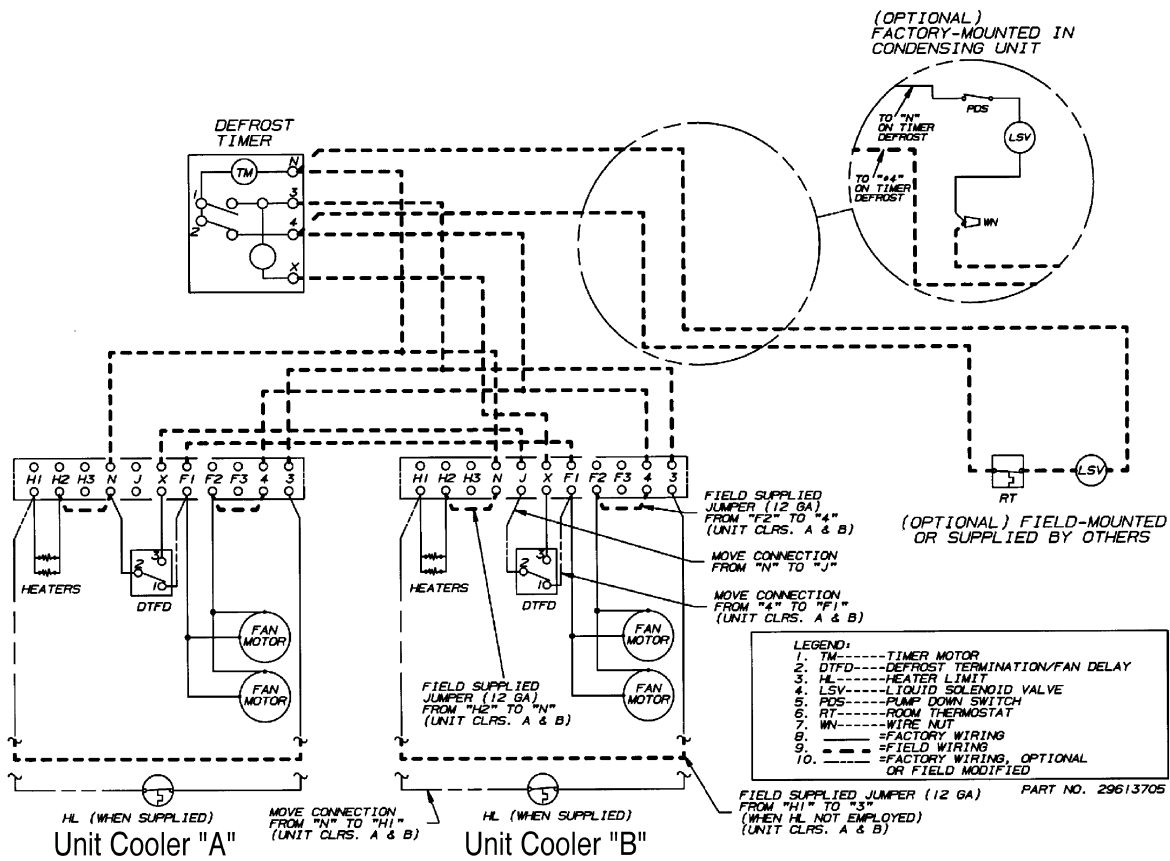 (OPTIONAL)
FACTORY-MOUNTED IN
CONDENSING UNIT
TO "N"
ON TIMER
DEFROST
PDS
LSV
TO "4"
ON TIMER
DEFROST
WN
DEFROST
TIMER
TM
N
1
3
2
4
X
H1 H2 H3 N J X F1 F2 F3 4 3
H1 H2 H3 N J X F1 F2 F3 4 3
HEATERS
2
3
1
DTFD
FAN
MOTOR
FAN
MOTOR
HEATERS
2
3
1
DTFD
FAN
MOTOR
FAN
MOTOR
RT
LSV
(OPTIONAL) FIELD-MOUNTED
OR SUPPLIED BY OTHERS
FIELD SUPPLIED
JUMPER (12 GA)
FROM "F2" TO "4"
(UNIT CLRS. A & B)
MOVE CONNECTION
FROM "N" TO "J"
MOVE CONNECTION
FROM "4" TO "F1"
(UNIT CLRS. A & B)
FIELD SUPPLIED
JUMPER (12 GA)
FROM "H2" TO "N"
(UNIT CLRS. A & B)
LEGEND:
1. TM------TIMER MOTOR
2. DTFD----DEFROST TERMINATION/FAN DELAY
3. HL------HEATER LIMIT
4. LSV-----LIQUID SOLENOID VALVE
5. PDS-----PUMP DOWN SWITCH
6. RT------ROOM THERMOSTAT
7. WN------WIRE NUT
8. =FACTORY WIRING
9. =FIELD WIRING
10. =FACTORY WIRING, OPTIONAL
OR FIELD MODIFIED
PART NO. 29613705
FIELD SUPPLIED JUMPER (12 GA)
FROM "H1" TO "3"
(WHEN HL NOT EMPLOYED)
(UNIT CLRS. A & B)
HL (WHEN SUPPLIED)
MOVE CONNECTION
FROM "N" TO "H1"
(UNIT CLRS. A & B)
HL (WHEN SUPPLIED)
Unit Cooler "A"
Unit Cooler "B"